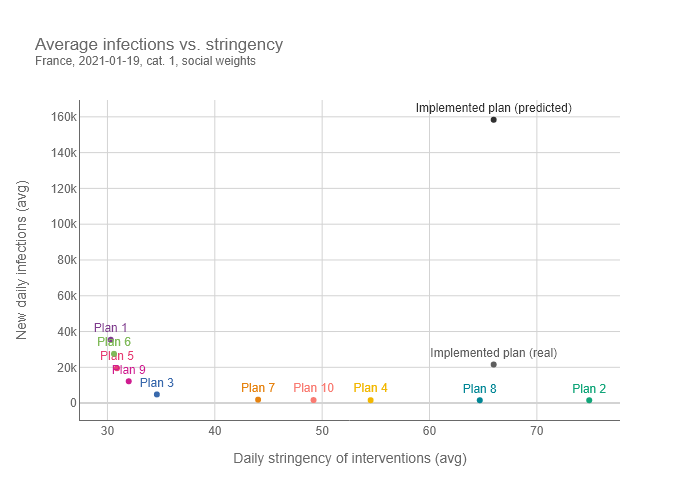 Average infections vs. stringency
France, 2021-01-19, cat. 1, social weights
Implemented plan (predicted)
160k
140k
120k
100k
80k
60k
40k
20k
0
New daily infections (avg)
Plan 1
Plan 6
Plan 5
Plan 9
Plan 3
Plan 7
Plan 10
Plan 4
Implemented plan (real)
Plan 8
Plan 2
30
40
50
60
70
Daily stringency of interventions (avg)